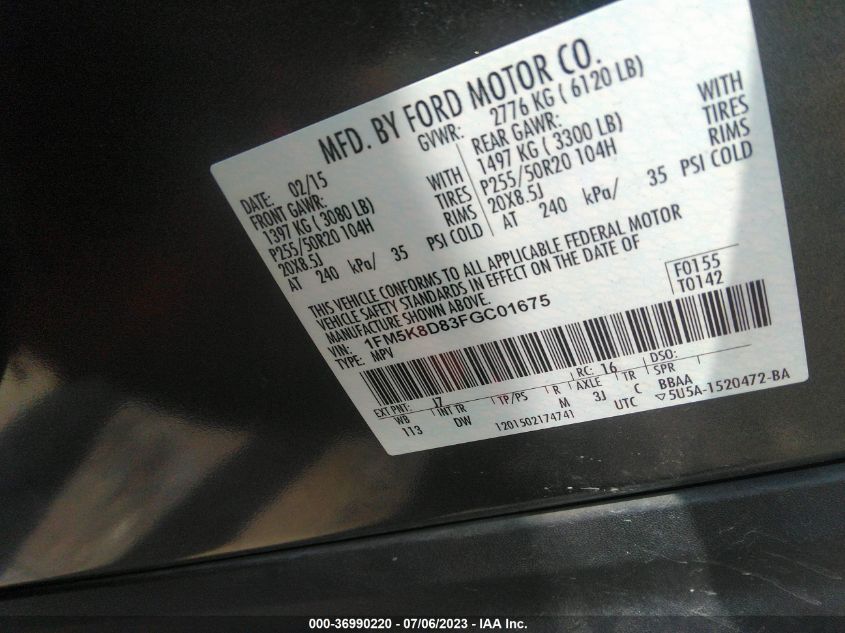 MFD. BY FORD MOTOR CO.
DATE: 02/15 GVWR: 2776 KG ( 6120 LB)
FRONT GAWR: REAR GAWR:
1397 KG ( 3080 LB) WITH 1497 KG ( 3300 LB) WITH
P255/50R20 104H TIRES P255/50R20 104H TIRES
20X8.5J RIMS 20X8.5J RIMS
AT 240 kPa/ 35 PSI COLD AT 240 kPa/ 35 PSI COLD
THIS VEHICLE CONFORMS TO ALL APPLICABLE FEDERAL MOTOR
VEHICLE SAFETY STANDARDS IN EFFECT ON THE DATE OF
MANUFACTURE SHOWN ABOVE.
VIN: 1FM5K8D83FGC01675
TYPE: MPV
F0155
T0142
EXT PNT: J7 RC: 16 DSO:
WB INT TR TP/PS R AXLE TR SPR
113 DW M 3J C BBAA
1201502174741 UTC ▽5U5A-1520472-BA
000-36990220 - 07/06/2023 - IAA Inc.